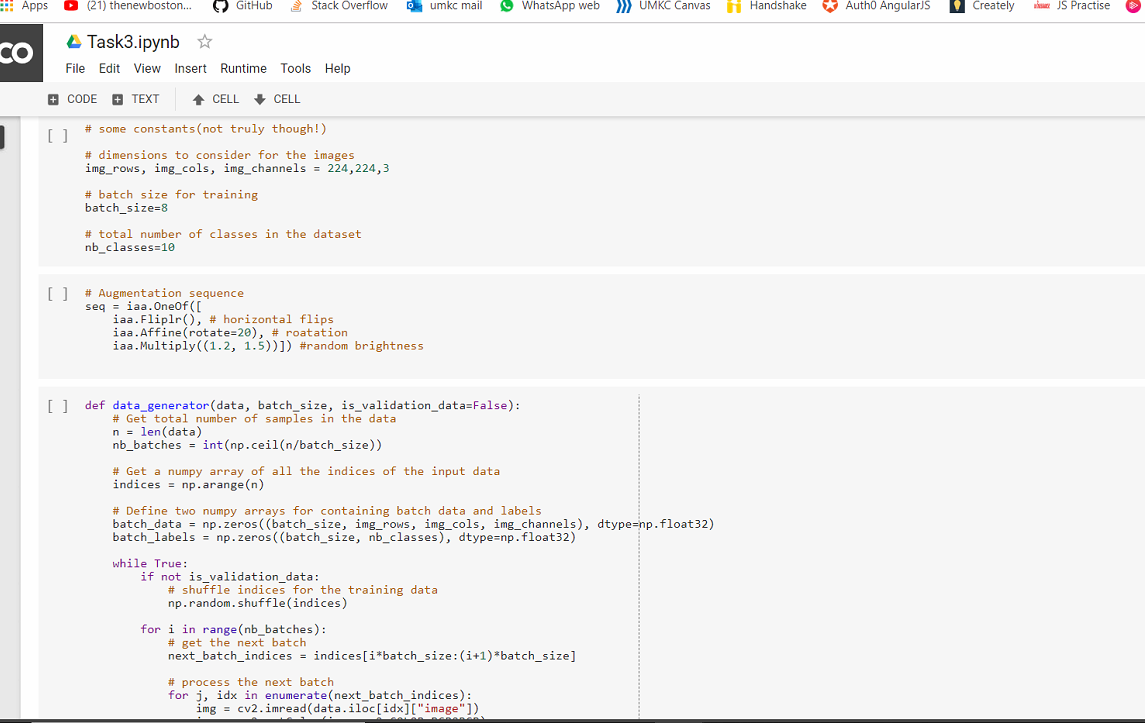 Apps (21) thenewboston... GitHub Stack Overflow umkc mail WhatsApp web UMKC Canvas Handshake Auth0 AngularJS Creately JS Practise
CO
Task3.ipynb
File Edit View Insert Runtime Tools Help
CODE TEXT CELL CELL
[ ] # some constants(not truly though!)
# dimensions to consider for the images
img_rows, img_cols, img_channels = 224,224,3
# batch size for training
batch_size=8
# total number of classes in the dataset
nb_classes=10
[ ] # Augmentation sequence
seq = iaa.OneOf([
iaa.Fliplr(), # horizontal flips
iaa.Affine(rotate=20), # roatation
iaa.Multiply((1.2, 1.5))]) #random brightness
[ ] def data_generator(data, batch_size, is_validation_data=False):
# Get total number of samples in the data
n = len(data)
nb_batches = int(np.ceil(n/batch_size))
# Get a numpy array of all the indices of the input data
indices = np.arange(n)
# Define two numpy arrays for containing batch data and labels
batch_data = np.zeros((batch_size, img_rows, img_cols, img_channels), dtype=np.float32)
batch_labels = np.zeros((batch_size, nb_classes), dtype=np.float32)
while True:
if not is_validation_data:
# shuffle indices for the training data
np.random.shuffle(indices)
for i in range(nb_batches):
# get the next batch
next_batch_indices = indices[i*batch_size:(i+1)*batch_size]
# process the next batch
for j, idx in enumerate(next_batch_indices):
img = cv2.imread(data.iloc[idx]["image"])